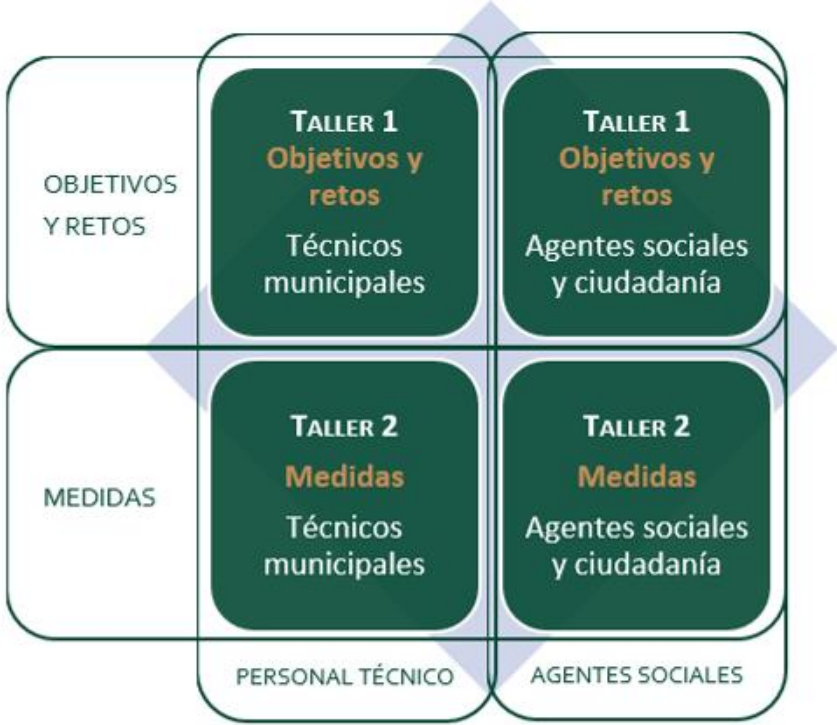 OBJETIVOS
Y RETOS
TALLER 1
Objetivos y
retos
Técnicos
municipales
TALLER 1
Objetivos y
retos
Agentes sociales
y ciudadanía
MEDIDAS
TALLER 2
Medidas
Técnicos
municipales
TALLER 2
Medidas
Agentes sociales
y ciudadanía
PERSONAL TÉCNICO
AGENTES SOCIALES